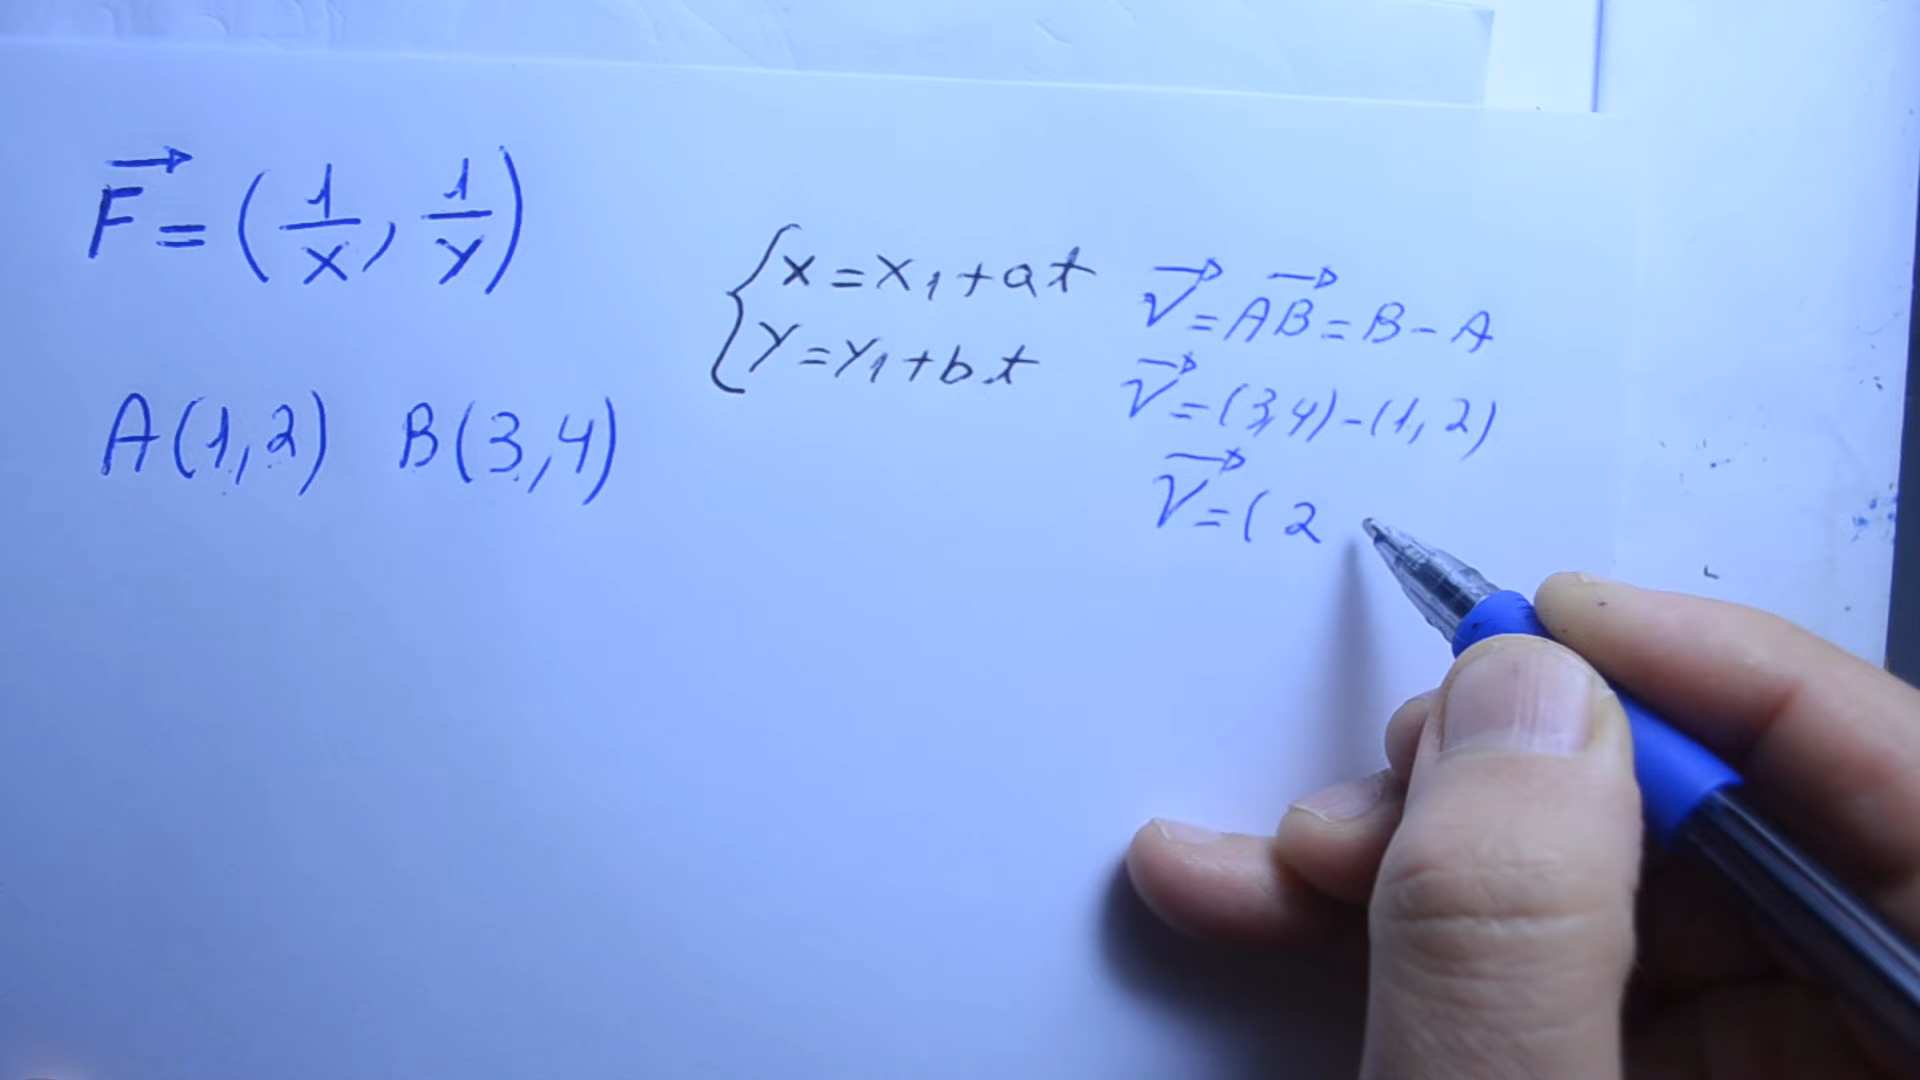 F⃗ = (1/x, 1/y)
A(1,2) B(3,4)
{x = x₁ + at
y = y₁ + bt
V⃗ = AB⃗ = B - A
V⃗ = (3,4) - (1,2)
V⃗ = (2